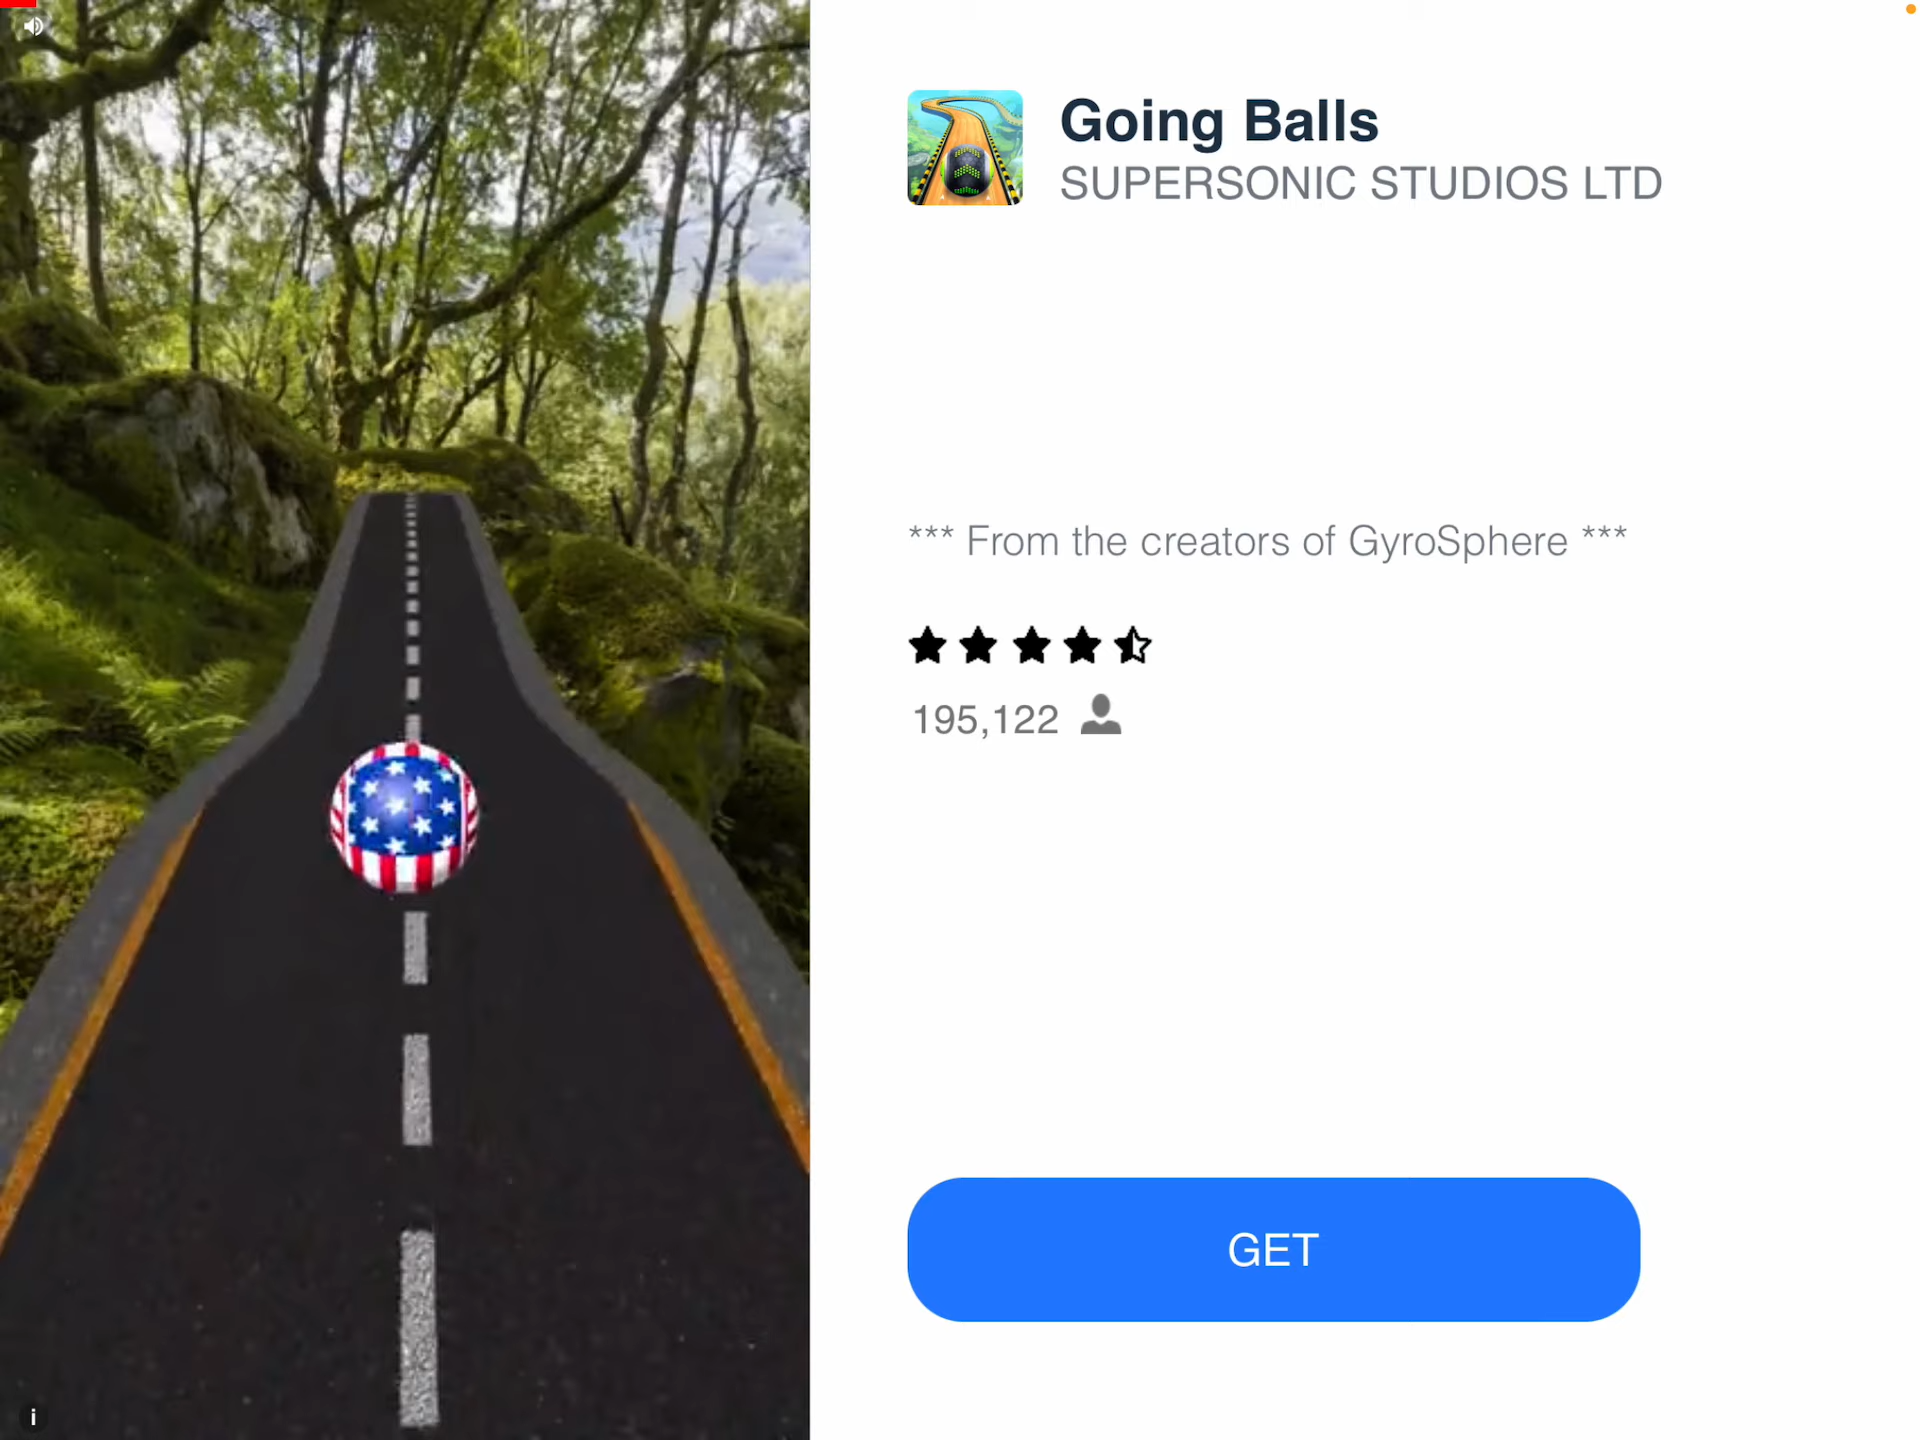 Going Balls
SUPERSONIC STUDIOS LTD
*** From the creators of GyroSphere ***
195,122
GET
i